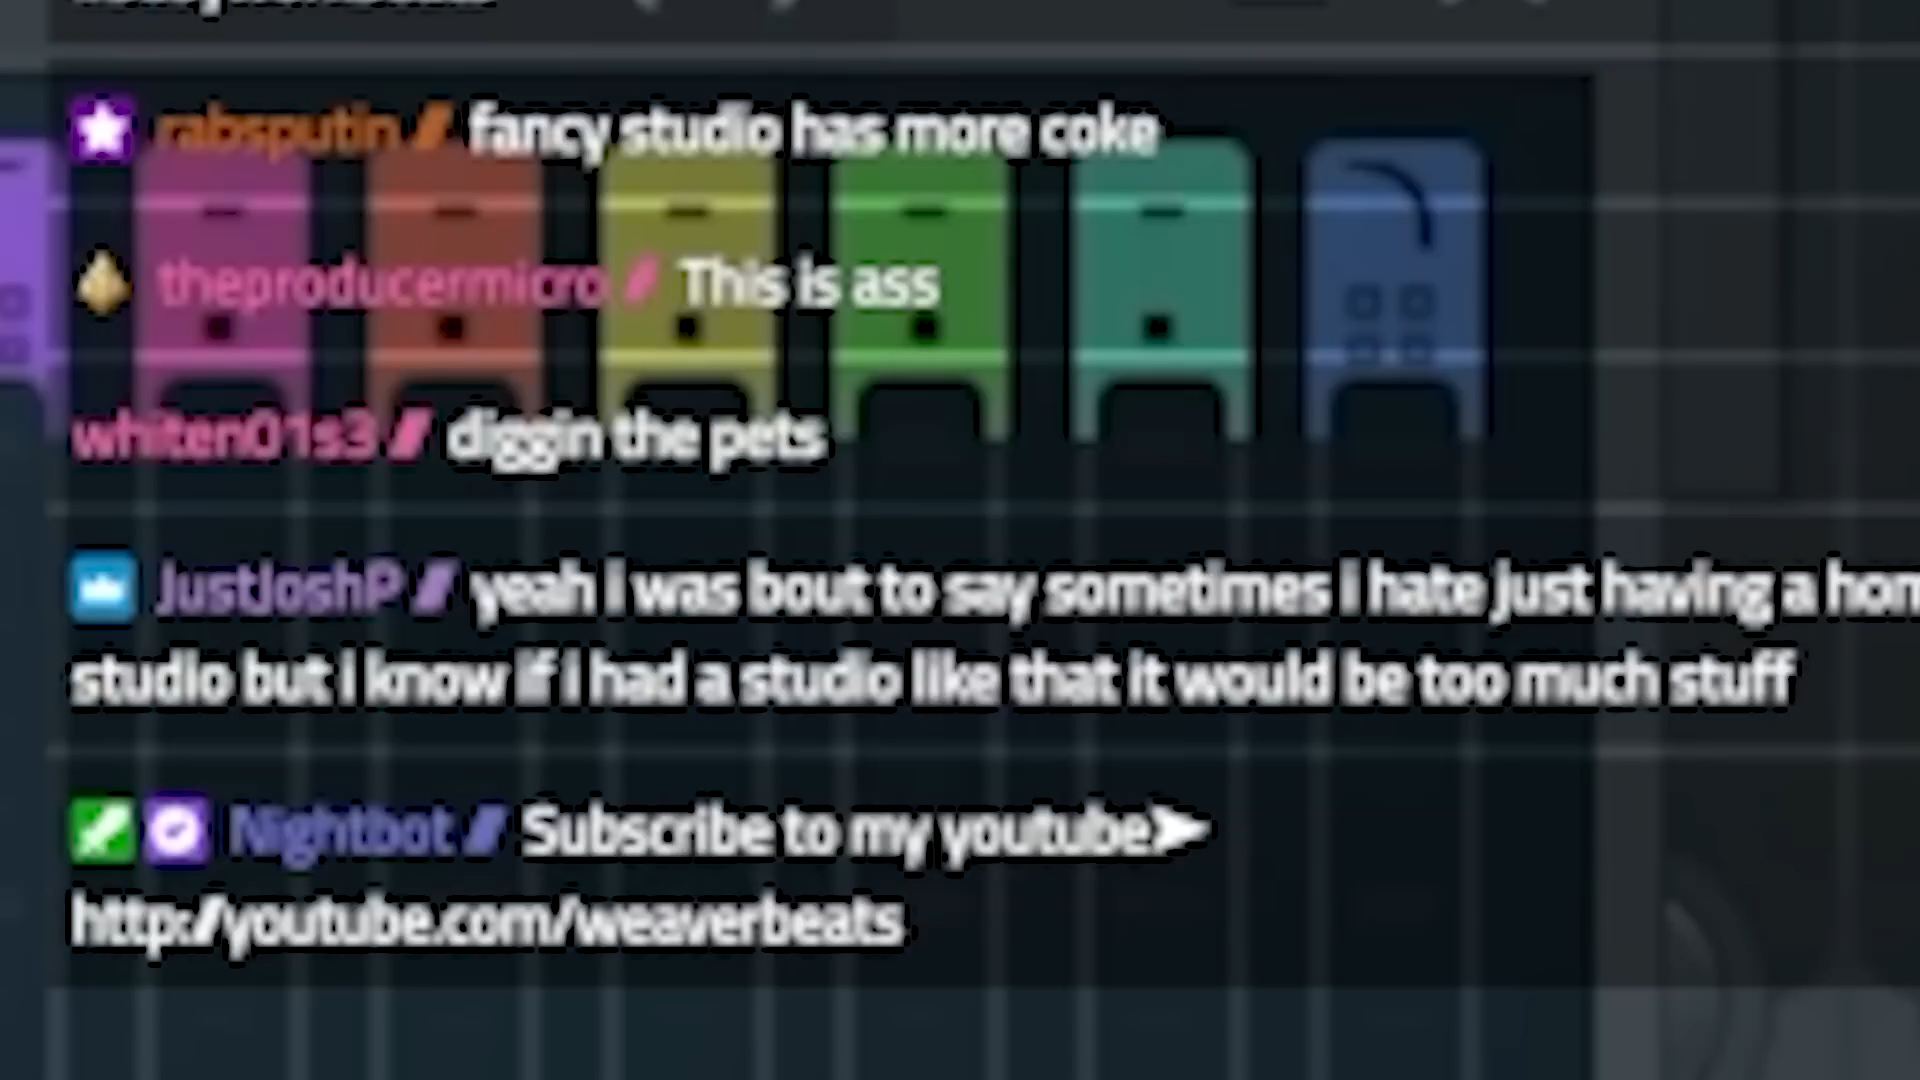 rabsputin // fancy studio has more coke
theproducermicro // This is ass
whiten01s3 // diggin the pets
JustJoshP // yeah i was bout to say sometimes i hate just having a hom
studio but i know if i had a studio like that it would be too much stuff
Nightbot // Subscribe to my youtube➤
http://youtube.com/weaverbeats